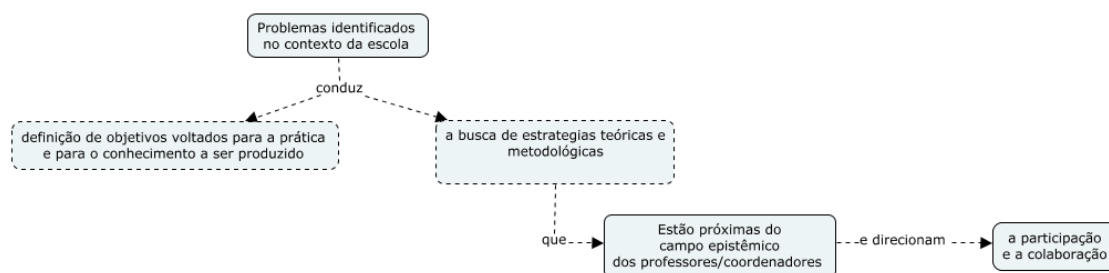 Problemas identificados
no contexto da escola
conduz
definição de objetivos voltados para a prática
e para o conhecimento a ser produzido
a busca de estrategias teóricas e
metodológicas
que
Estão próximas do
campo epistêmico
dos professores/coordenadores
e direcionam
a participação
e a colaboração